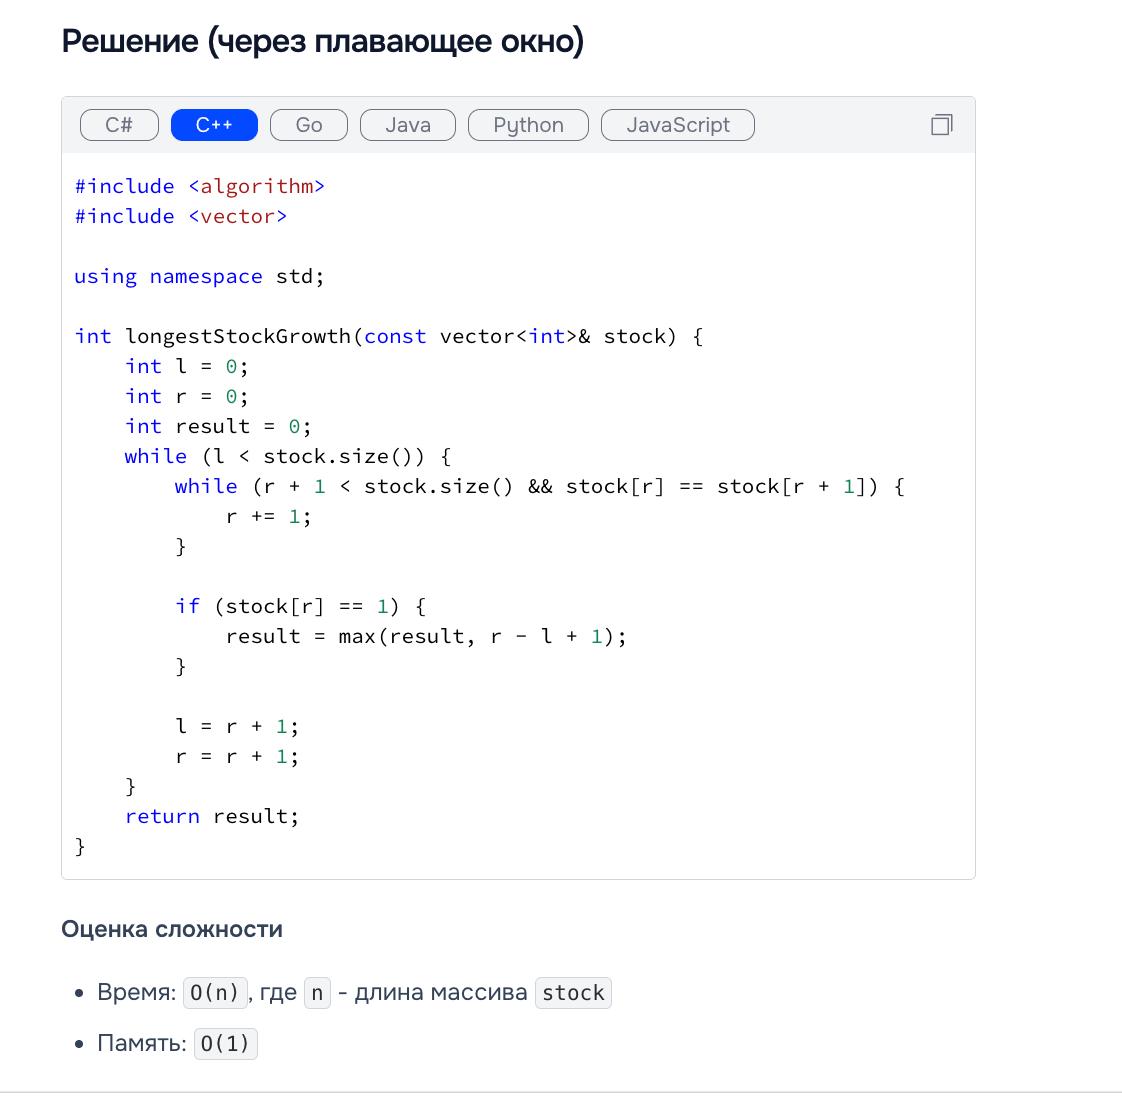 Решение (через плавающее окно)
C# C++ Go Java Python JavaScript
#include <algorithm>
#include <vector>
using namespace std;
int longestStockGrowth(const vector<int>& stock) {
    int l = 0;
    int r = 0;
    int result = 0;
    while (l < stock.size()) {
        while (r + 1 < stock.size() && stock[r] == stock[r + 1]) {
            r += 1;
        }
        if (stock[r] == 1) {
            result = max(result, r - l + 1);
        }
        l = r + 1;
        r = r + 1;
    }
    return result;
}
Оценка сложности
• Время: O(n), где n - длина массива stock
• Память: O(1)